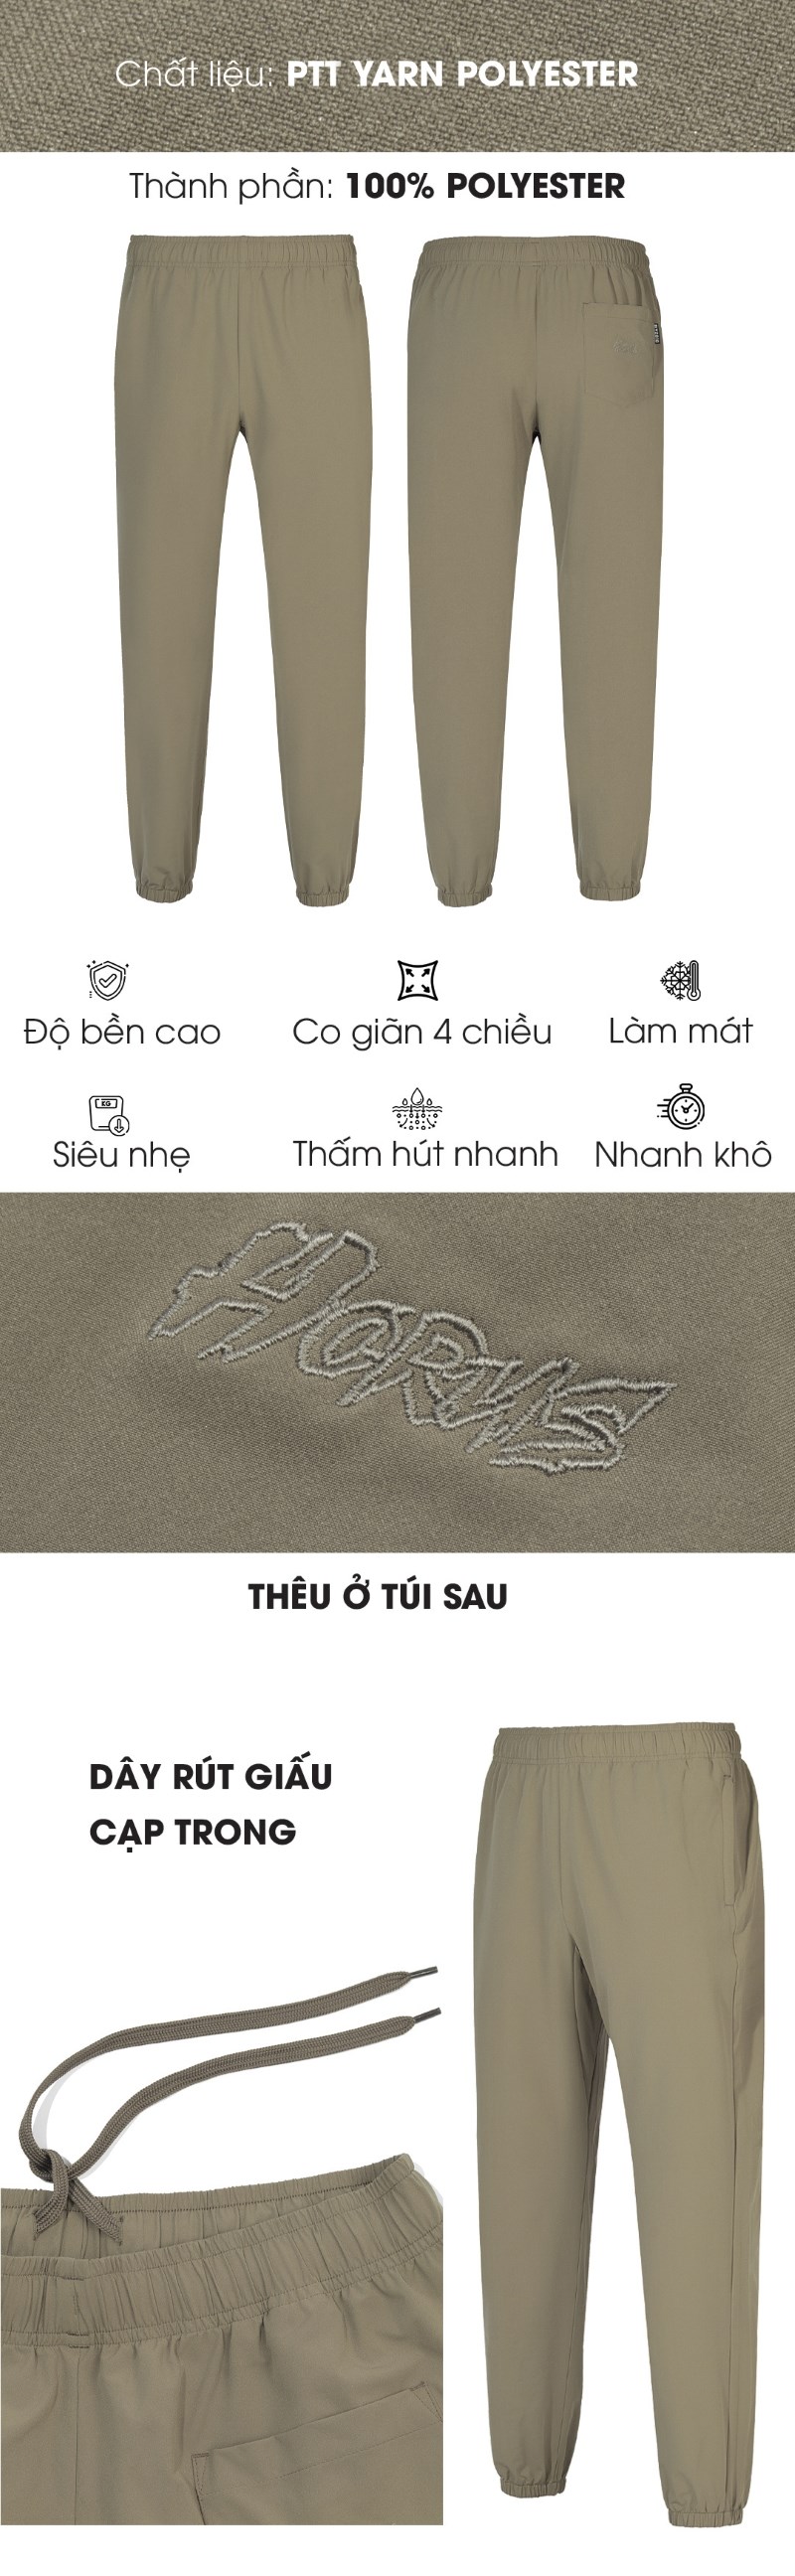 Chất liệu: PTT YARN POLYESTER
Thành phần: 100% POLYESTER
Độ bền cao
Co giãn 4 chiều
Làm mát
KG
Siêu nhẹ
Thấm hút nhanh
Nhanh khô
THÊU Ở TÚI SAU
DÂY RÚT GIẤU
CẠP TRONG